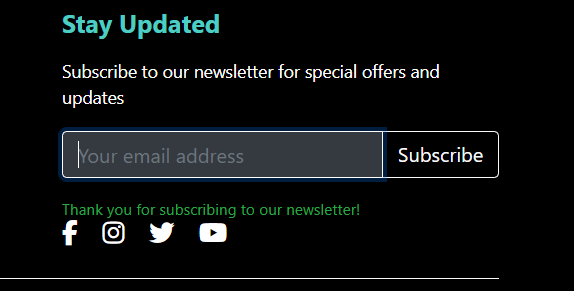 Stay Updated
Subscribe to our newsletter for special offers and
updates
Your email address
Subscribe
Thank you for subscribing to our newsletter!